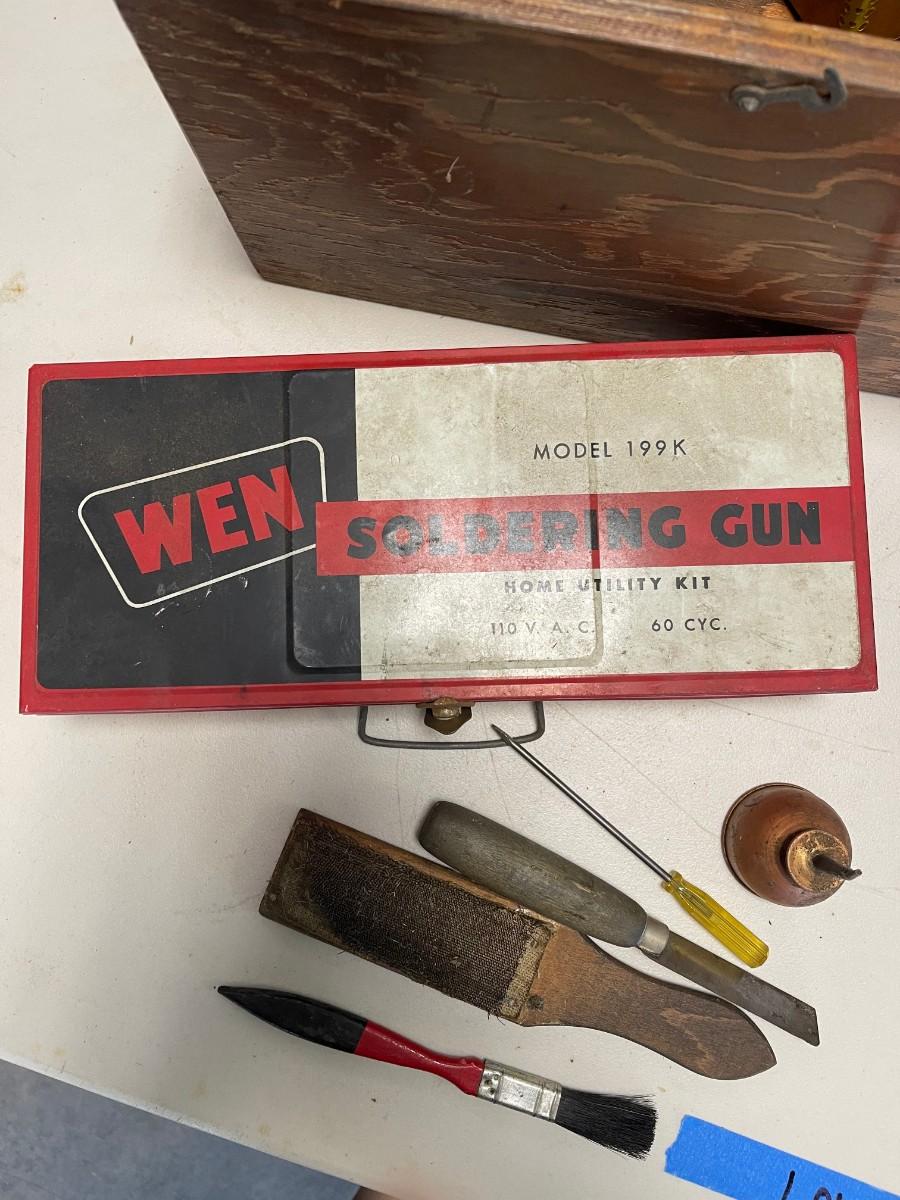 MODEL 199K
WEN
SOLDERING GUN
HOME UTILITY KIT
110 V. A. C. 60 CYC.